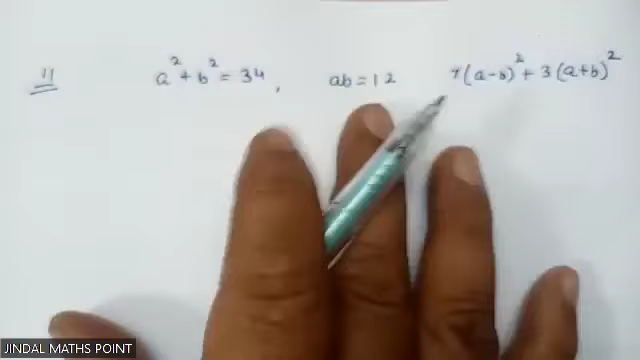 11 a² + b² = 34, ab = 12 7(a-b)² + 3(a+b)²
JINDAL MATHS POINT